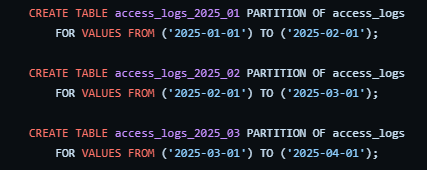 CREATE TABLE access_logs_2025_01 PARTITION OF access_logs
FOR VALUES FROM ('2025-01-01') TO ('2025-02-01');
CREATE TABLE access_logs_2025_02 PARTITION OF access_logs
FOR VALUES FROM ('2025-02-01') TO ('2025-03-01');
CREATE TABLE access_logs_2025_03 PARTITION OF access_logs
FOR VALUES FROM ('2025-03-01') TO ('2025-04-01');